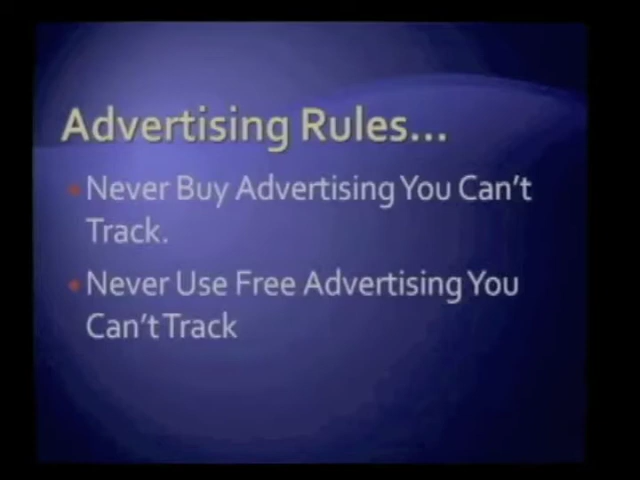 Advertising Rules...
Never Buy Advertising You Can't
Track.
Never Use Free Advertising You
Can't Track